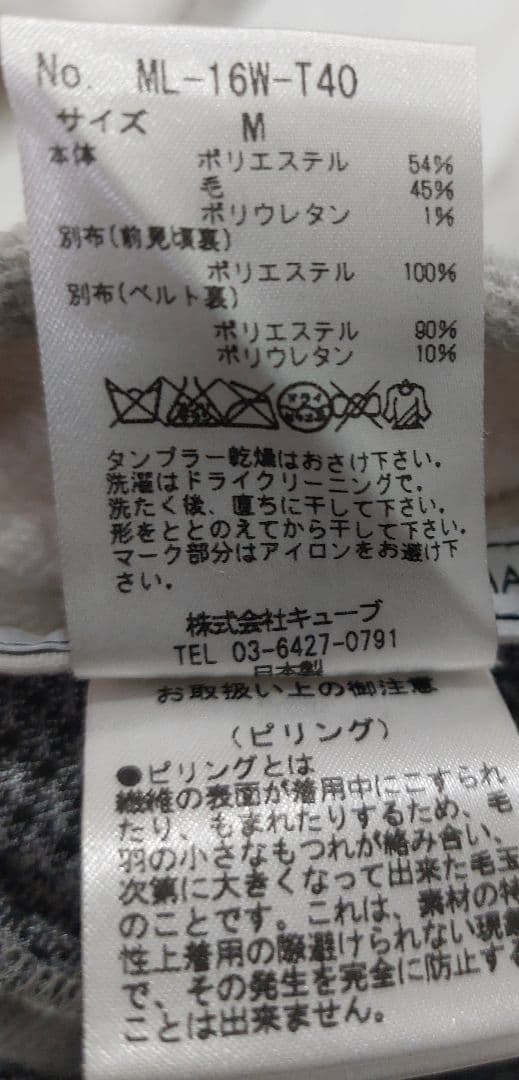 No. ML-16W-T40
サイズ M
本体 ポリエステル 54%
毛 45%
ポリウレタン 1%
別布(前見頃裏)
ポリエステル 100%
別布(ベルト裏)
ポリエステル 90%
ポリウレタン 10%
タンブラー乾燥はおさけ下さい。
洗濯はドライクリーニングで。
洗たく後、直ちに干して下さい。
形をととのえてから干して下さい。
マーク部分はアイロンをお避け下
さい。
株式会社キューブ
TEL 03-6427-0791
日本製
お取扱い上の御注意
(ピリング)
●ピリングとは
繊維の表面が着用中にこすられ
たり、もまれたりするため、毛
羽の小さなもつれが絡み合い、
次第に大きくなって出来た毛玉
のことです。これは、素材の特
性上着用の際避けられない現
で、その発生を完全に防止する
ことは出来ません。